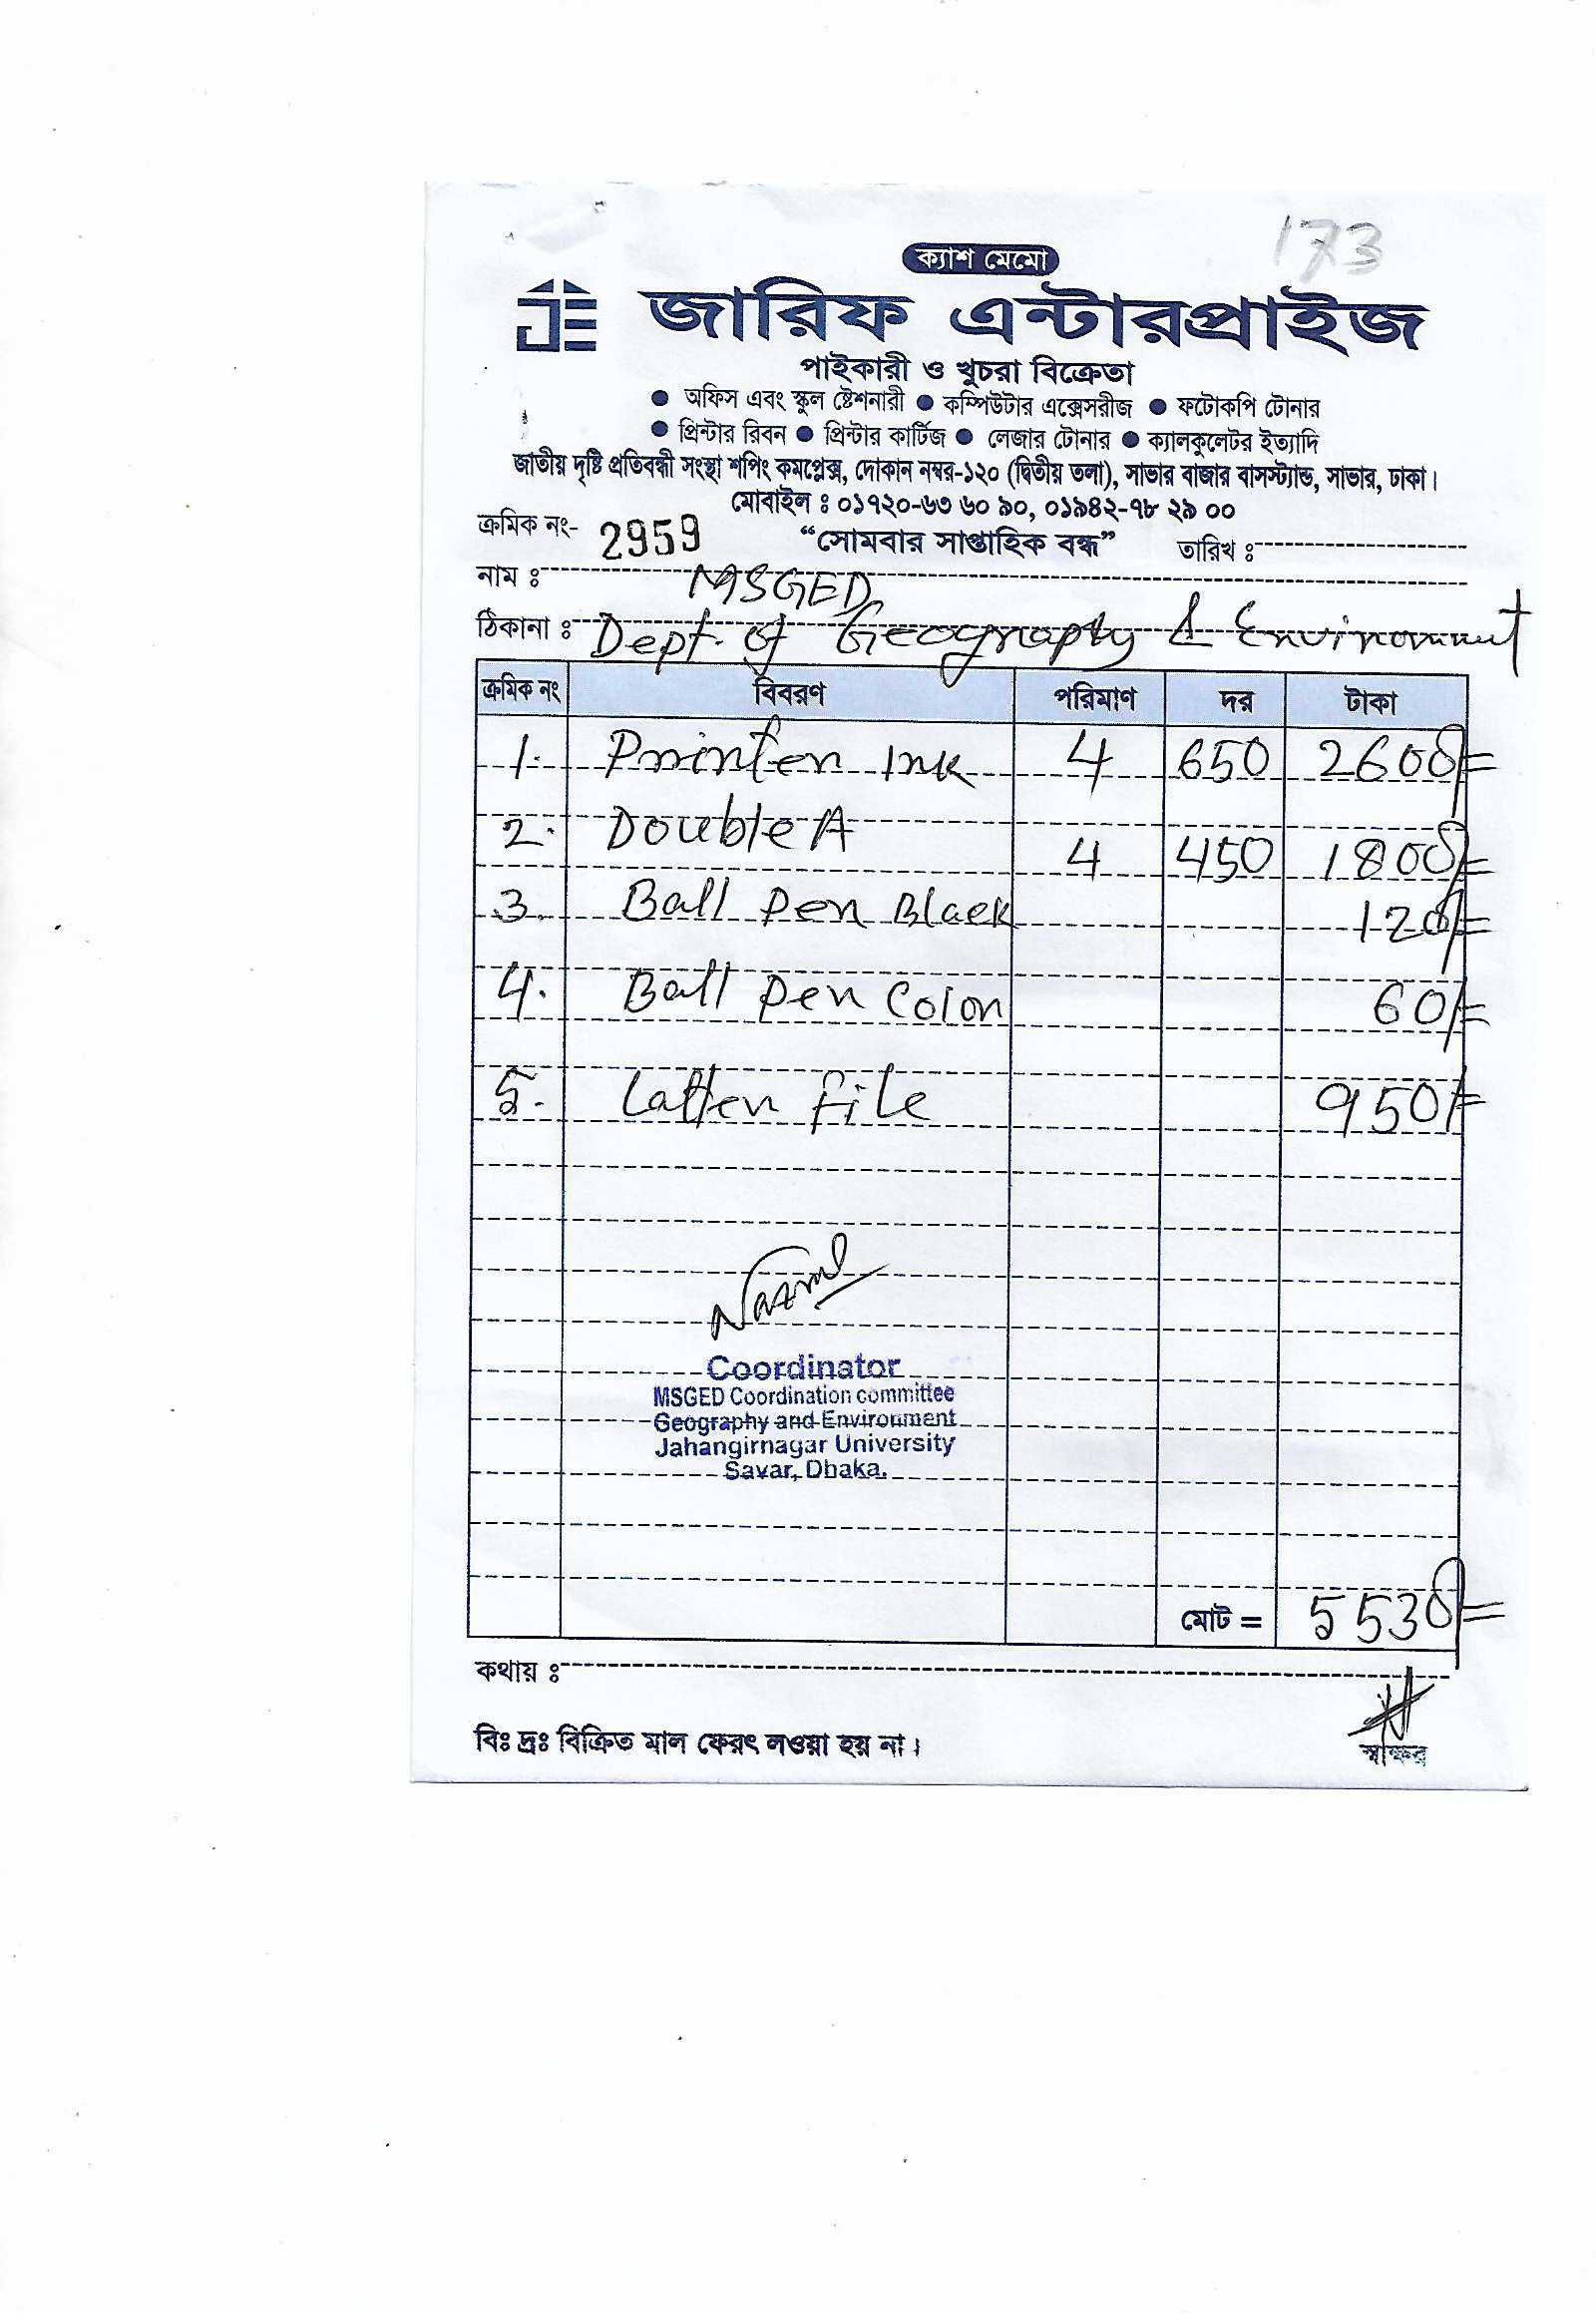 173
ক্যাশ মেমো
জারিফ এন্টারপ্রাইজ
পাইকারী ও খুচরা বিক্রেতা
● অফিস এবং স্কুল ষ্টেশনারী ● কম্পিউটার এক্সেসরীজ ● ফটোকপি টোনার
● প্রিন্টার রিবন ● প্রিন্টার কার্টিজ ● লেজার টোনার ● ক্যালকুলেটর ইত্যাদি
জাতীয় দৃষ্টি প্রতিবন্ধী সংস্থা শপিং কমপ্লেক্স, দোকান নম্বর-১২০ (দ্বিতীয় তলা), সাভার বাজার বাসস্ট্যান্ড, সাভার, ঢাকা।
মোবাইল ঃ ০১৭২০-৬৩ ৬০ ৯০, ০১৯৪২-৭৮ ২৯ ০০
ক্রমিক নং- 2959 “সোমবার সাপ্তাহিক বন্ধ” তারিখ ঃ
নাম ঃ MSGED
ঠিকানা ঃ Dept. of Geography & Environment
ক্রমিক নং বিবরণ পরিমাণ দর টাকা
1. Printer Ink 4 650 2600/=
2. Double A 4 450 1800/=
3. Ball Pen Black 120/=
4. Ball Pen Color 60/=
5. Latter file 950/=
Nazmul
Coordinator
MSGED Coordination committee
Geography and Environment
Jahangirnagar University
Savar, Dhaka.
মোট = 5530/=
কথায় ঃ
বিঃ দ্রঃ বিক্রিত মাল ফেরৎ লওয়া হয় না।
স্বাক্ষর